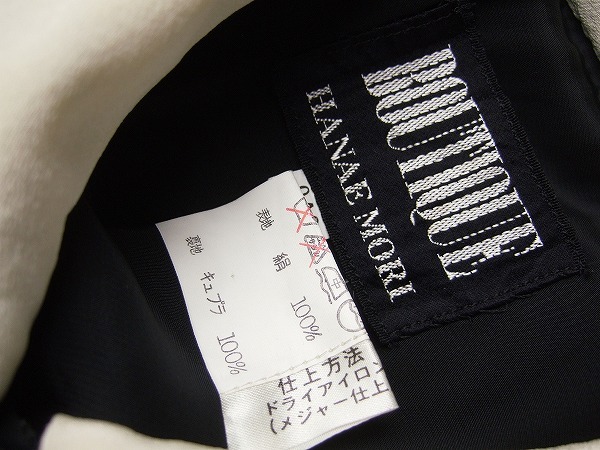 BOUTIQUE
HANAE MORI
表地 絹 100%
裏地 キュプラ 100%
仕上方法
ドライアイロン
(メジャー仕上